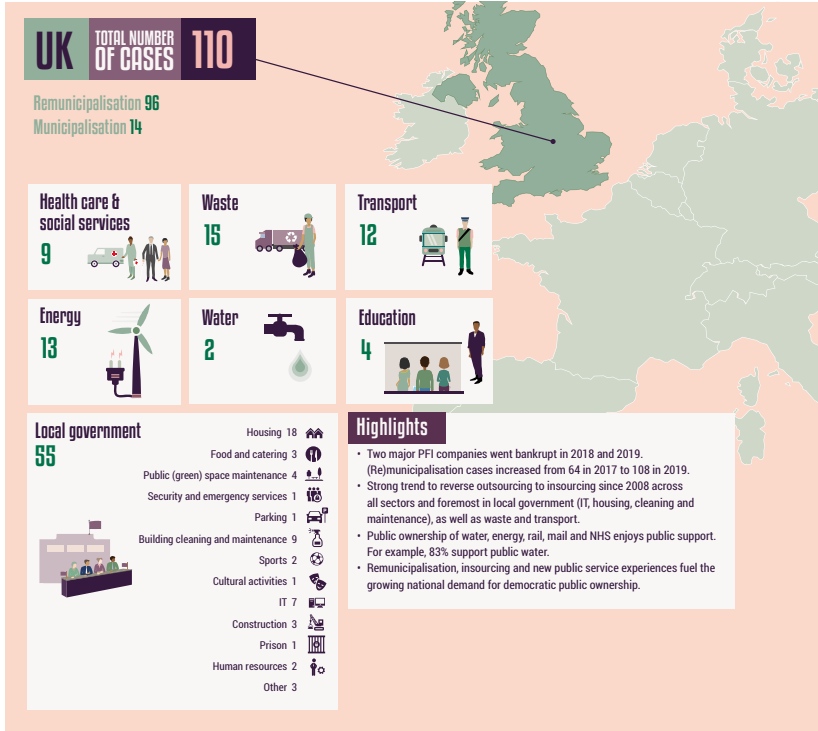 UK
TOTAL NUMBER
OF CASES
110
Remunicipalisation 96
Municipalisation 14
Health care &
social services
9
Waste
15
Transport
12
Energy
13
Water
2
Education
4
Local government
55
Housing 18
Food and catering 3
Public (green) space maintenance 4
Security and emergency services 1
Parking 1
P
Building cleaning and maintenance 9
Sports 2
Cultural activities 1
IT 7
Construction 3
Prison 1
Human resources 2
Other 3
Highlights
• Two major PFI companies went bankrupt in 2018 and 2019.
(Re)municipalisation cases increased from 64 in 2017 to 108 in 2019.
• Strong trend to reverse outsourcing to insourcing since 2008 across
all sectors and foremost in local government (IT, housing, cleaning and
maintenance), as well as waste and transport.
• Public ownership of water, energy, rail, mail and NHS enjoys public support.
For example, 83% support public water.
• Remunicipalisation, insourcing and new public service experiences fuel the
growing national demand for democratic public ownership.